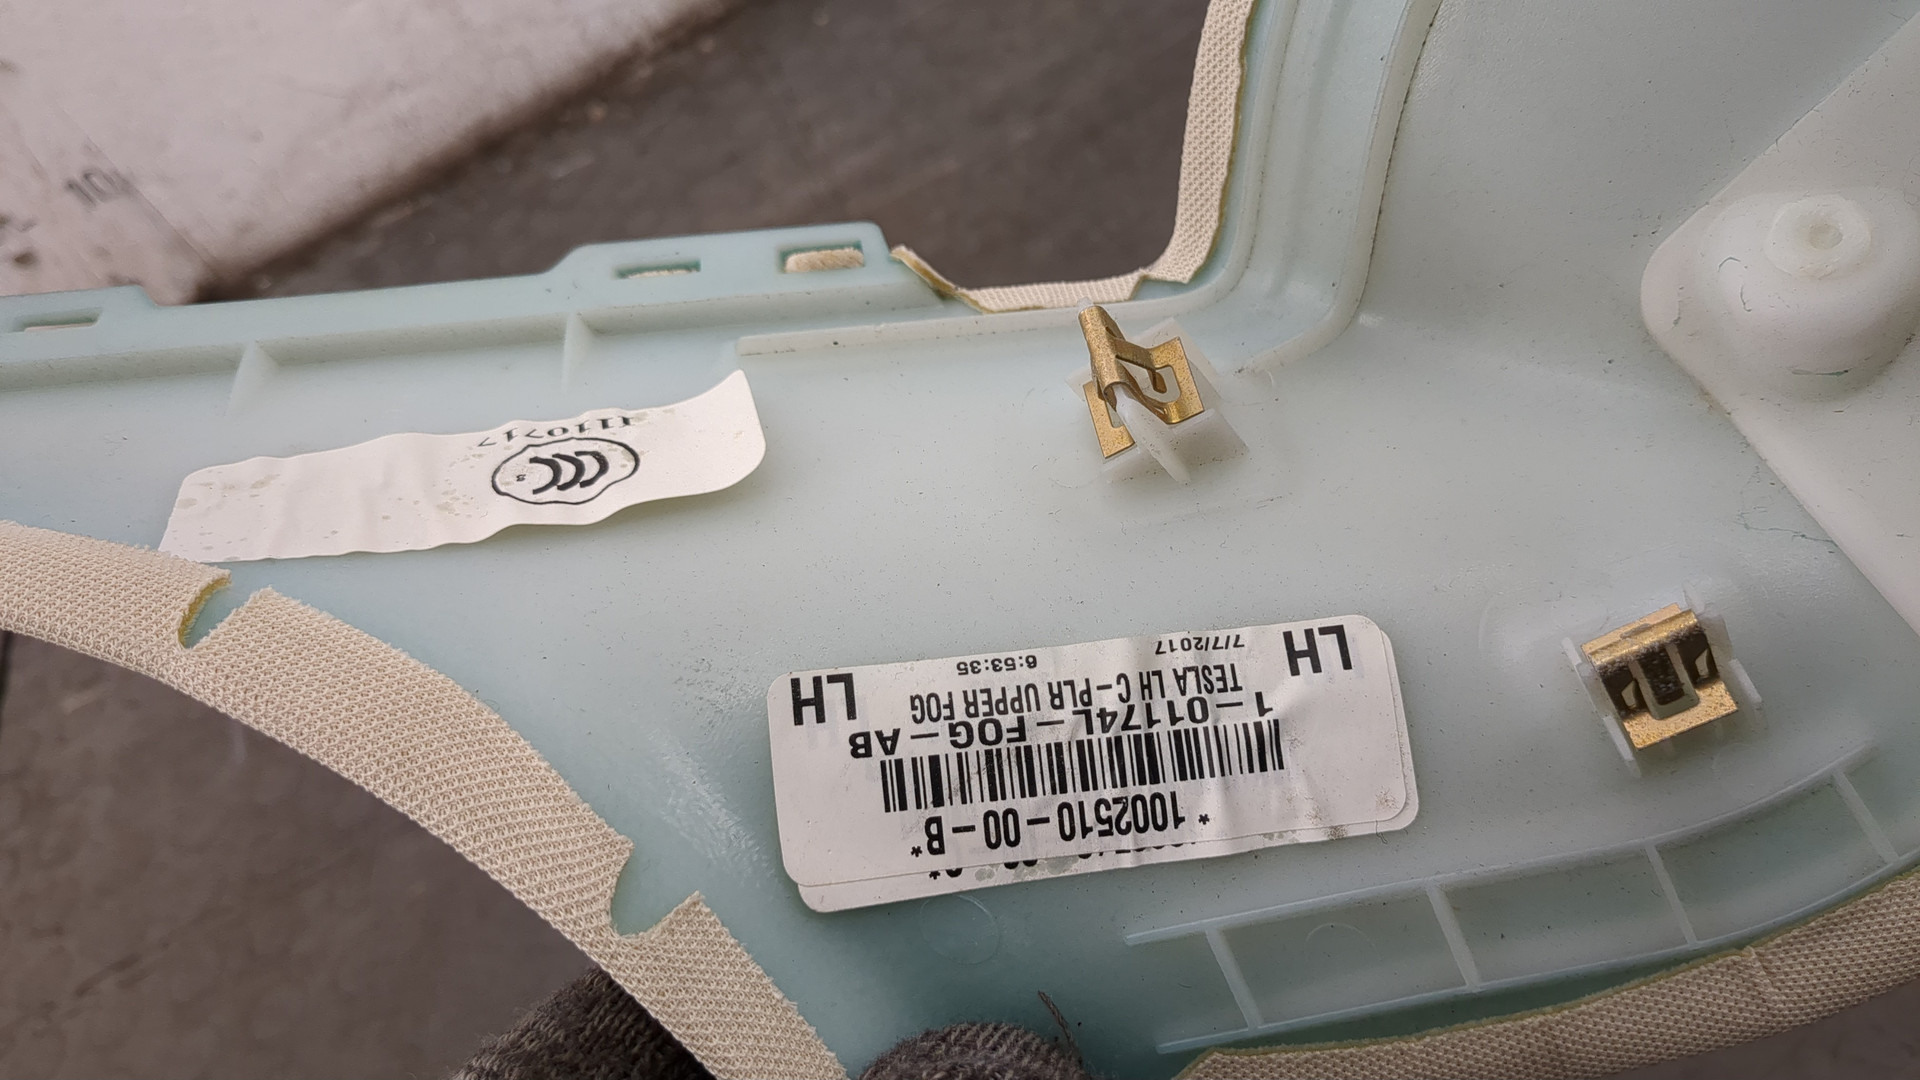 LH 7/7/2017 6:53:35 LH
TESLA LH C-PLR UPPER FOG
1-01174L-FOG-AB
*1002510-00-B*
CCC S